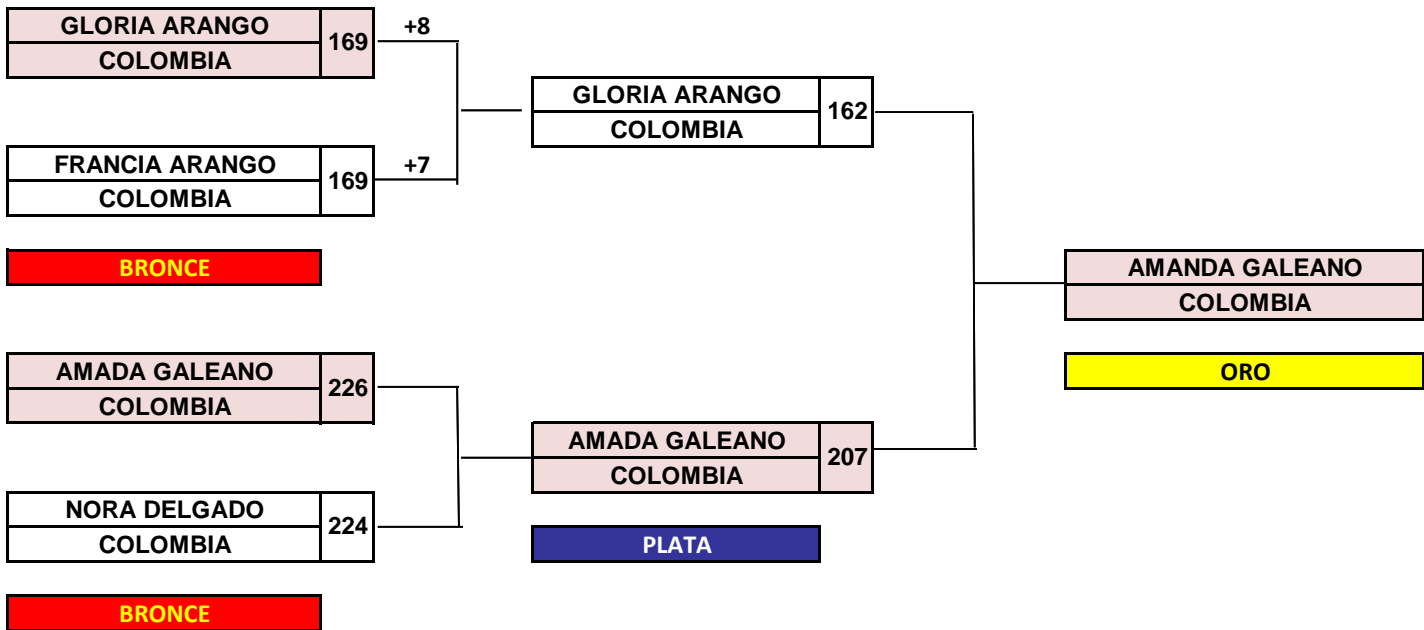 GLORIA ARANGO
169
+8
COLOMBIA
FRANCIA ARANGO
169
+7
COLOMBIA
BRONCE
AMADA GALEANO
226
COLOMBIA
NORA DELGADO
224
COLOMBIA
BRONCE
GLORIA ARANGO
162
COLOMBIA
AMADA GALEANO
207
COLOMBIA
PLATA
AMANDA GALEANO
COLOMBIA
ORO